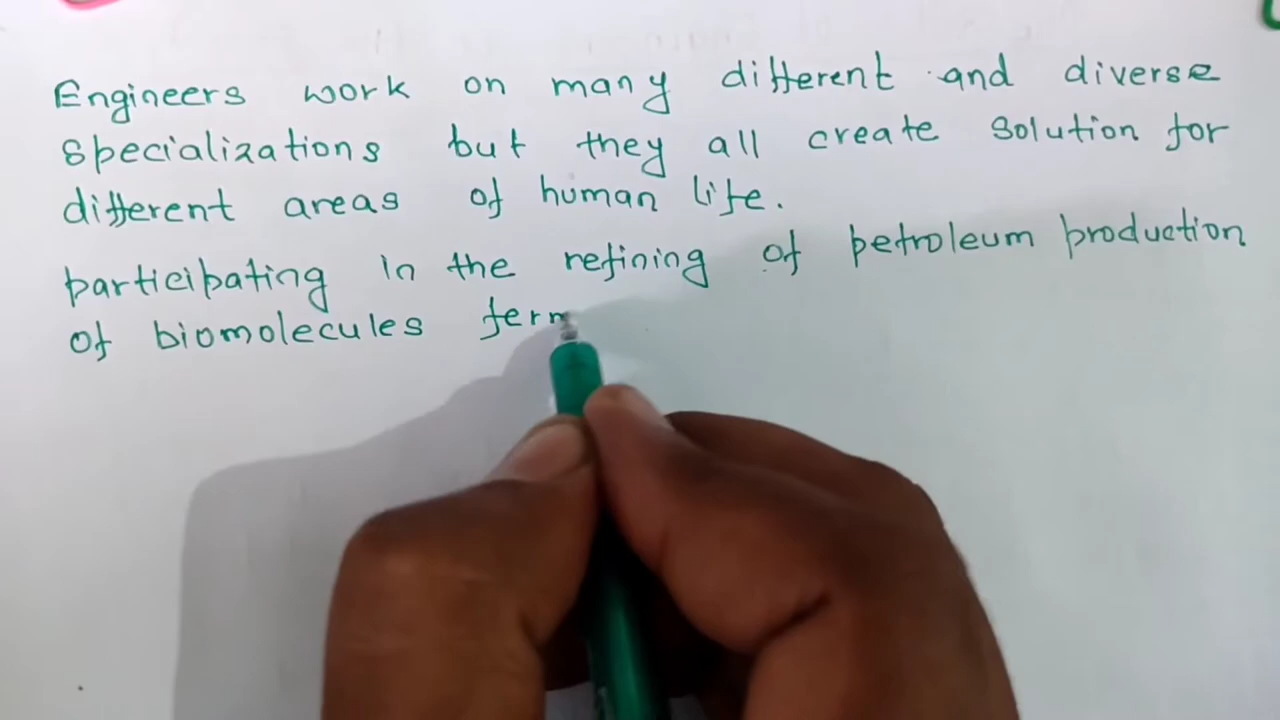 Engineers work on many different and diverse
specializations but they all create solution for
different areas of human life.
participating in the refining of petroleum production
of biomolecules ferm